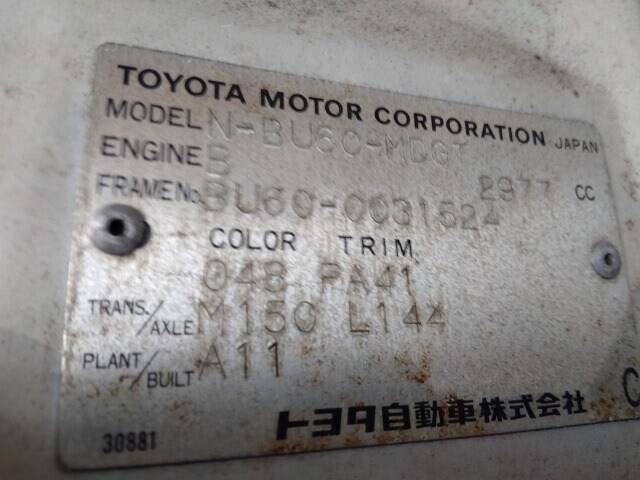 TOYOTA MOTOR CORPORATION JAPAN
MODEL N-BU60-MDGT
ENGINE B 2977 CC
FRAME No. BU60-0031524
COLOR TRIM
048 PA41
TRANS./AXLE M150 L144
PLANT/BUILT A11
トヨタ自動車株式会社 C
30881